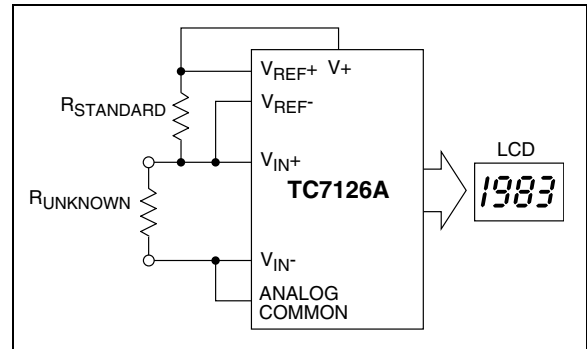 VREF+ V+
RSTANDARD
VREF-
LCD
VIN+
TC7126A
1983
RUNKNOWN
VIN-
ANALOG
COMMON